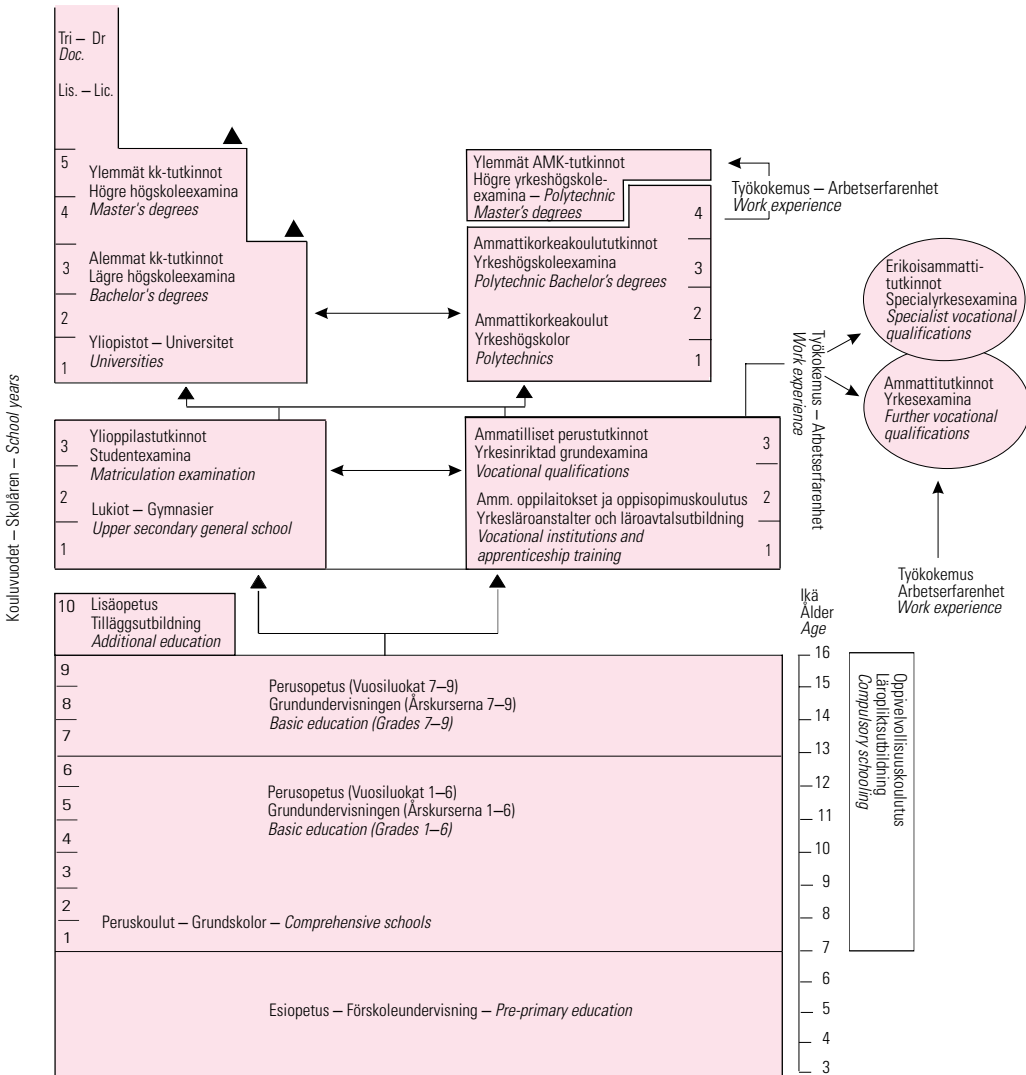 Tri – Dr
Doc.
Lis. – Lic.
5
4
3
2
1
Ylemmät kk-tutkinnot
Högre högskoleexamina
Master's degrees
Alemmat kk-tutkinnot
Lägre högskoleexamina
Bachelor's degrees
Yliopistot – Universitet
Universities
Ylemmät AMK-tutkinnot
Högre yrkeshögskole-
examina – Polytechnic
Master's degrees
Ammattikorkeakoulututkinnot
Yrkeshögskoleexamina
Polytechnic Bachelor's degrees
Ammattikorkeakoulut
Yrkeshögskolor
Polytechnics
4
3
2
1
Työkokemus – Arbetserfarenhet
Work experience
Erikoisammatti-
tutkinnot
Specialyrkesexamina
Specialist vocational
qualifications
Ammattitutkinnot
Yrkesexamina
Further vocational
qualifications
Työkokemus – Arbetserfarenhet
Work experience
Työkokemus
Arbetserfarenhet
Work experience
Kouluvuodet – Skolåren – School years
3
2
1
Ylioppilastutkinnot
Studentexamina
Matriculation examination
Lukiot – Gymnasier
Upper secondary general school
Ammatilliset perustutkinnot
Yrkesinriktad grundexamina
Vocational qualifications
Amm. oppilaitokset ja oppisopimuskoulutus
Yrkesläroanstalter och läroavtalsutbildning
Vocational institutions and
apprenticeship training
3
2
1
10 Lisäopetus
Tilläggsutbildning
Additional education
9
8
7
Perusopetus (Vuosiluokat 7–9)
Grundundervisningen (Årskurserna 7–9)
Basic education (Grades 7–9)
6
5
4
3
2
1
Perusopetus (Vuosiluokat 1–6)
Grundundervisningen (Årskurserna 1–6)
Basic education (Grades 1–6)
Peruskoulut – Grundskolor – Comprehensive schools
Esiopetus – Förskoleundervisning – Pre-primary education
Ikä
Ålder
Age
16
15
14
13
12
11
10
9
8
7
6
5
4
3
Oppivelvollisuuskoulutus
Läropliktsutbildning
Compulsory schooling